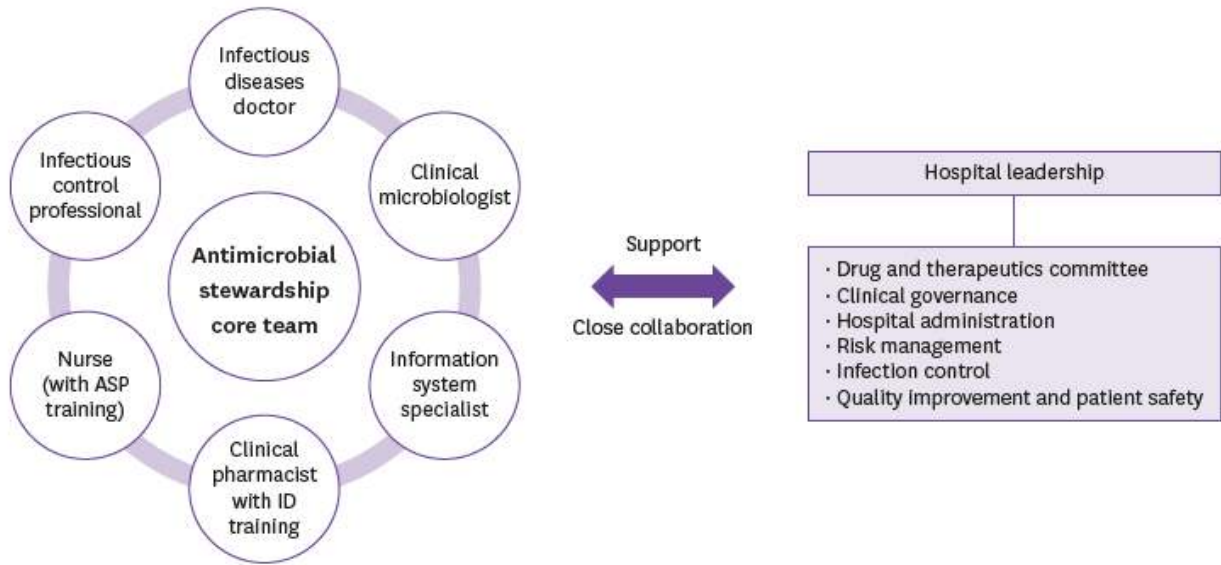 Infectious
diseases
doctor
Clinical
microbiologist
Information
system
specialist
Clinical
pharmacist
with ID
training
Nurse
(with ASP
training)
Infectious
control
professional
Antimicrobial
stewardship
core team
Support
Close collaboration
Hospital leadership
· Drug and therapeutics committee
· Clinical governance
· Hospital administration
· Risk management
· Infection control
· Quality improvement and patient safety